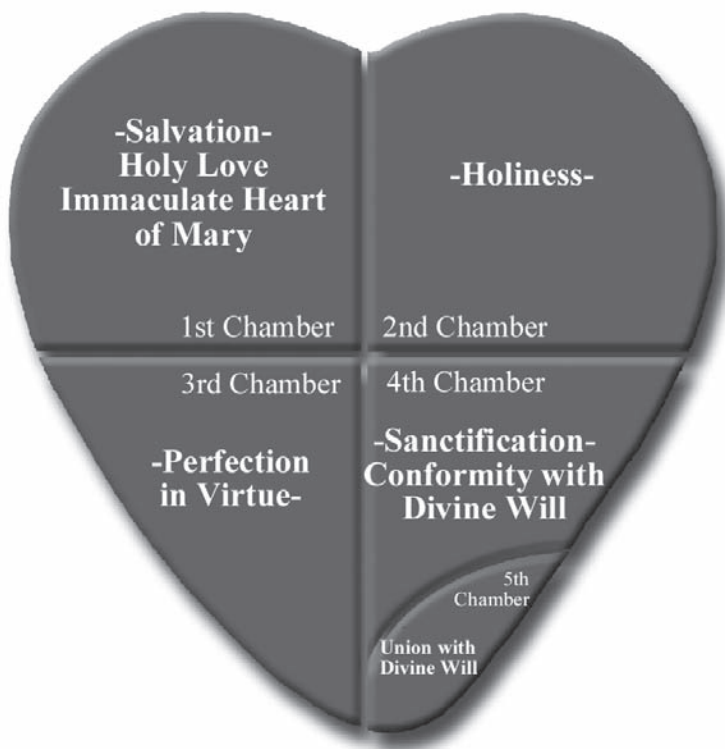 -Salvation-
Holy Love
Immaculate Heart
of Mary
1st Chamber
-Holiness-
2nd Chamber
3rd Chamber
-Perfection
in Virtue-
4th Chamber
-Sanctification-
Conformity with
Divine Will
5th
Chamber
Union with
Divine Will